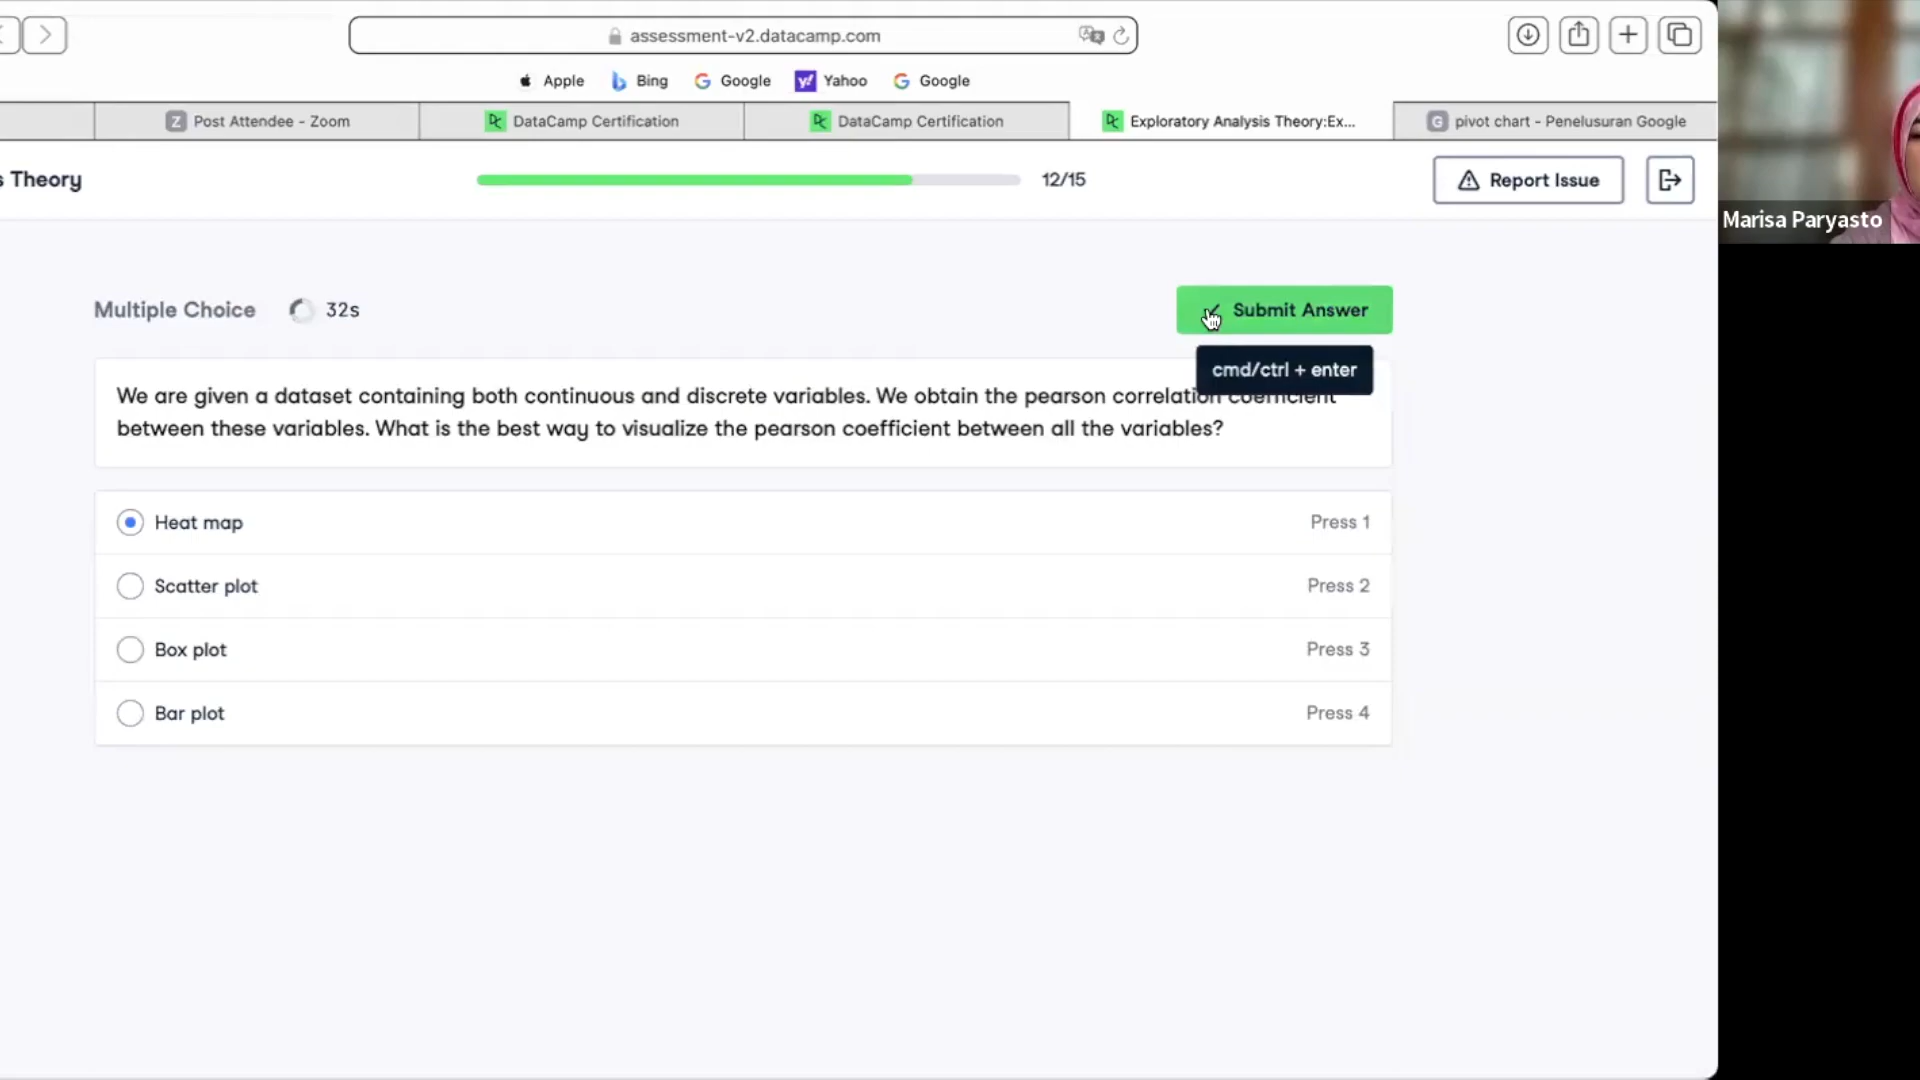 assessment-v2.datacamp.com
Apple Bing Google Yahoo Google
Post Attendee - Zoom DataCamp Certification DataCamp Certification Exploratory Analysis Theory:Ex... pivot chart - Penelusuran Google
s Theory 12/15 Report Issue
Marisa Paryasto
Multiple Choice 32s Submit Answer
cmd/ctrl + enter
We are given a dataset containing both continuous and discrete variables. We obtain the pearson correlation coefficient
between these variables. What is the best way to visualize the pearson coefficient between all the variables?
Heat map Press 1
Scatter plot Press 2
Box plot Press 3
Bar plot Press 4